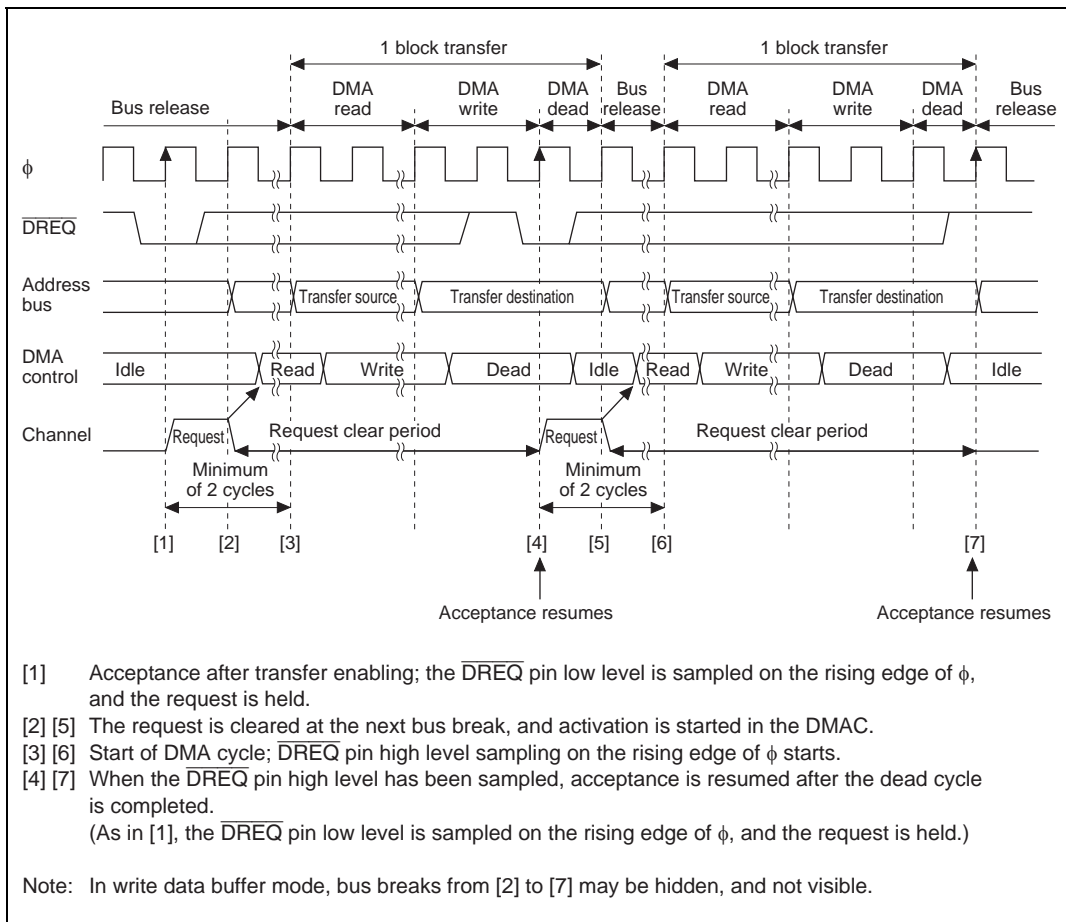 1 block transfer 1 block transfer
DMA read DMA write DMA dead Bus release DMA read DMA write DMA dead Bus release
Bus release
φ
DREQ
Address bus Transfer source Transfer destination Transfer source Transfer destination
DMA control Idle Read Write Dead Idle Read Write Dead Idle
Channel Request Request clear period Request Request clear period
Minimum of 2 cycles Minimum of 2 cycles
[1] [2] [3] [4] [5] [6] [7]
Acceptance resumes Acceptance resumes
[1] Acceptance after transfer enabling; the DREQ pin low level is sampled on the rising edge of φ,
and the request is held.
[2] [5] The request is cleared at the next bus break, and activation is started in the DMAC.
[3] [6] Start of DMA cycle; DREQ pin high level sampling on the rising edge of φ starts.
[4] [7] When the DREQ pin high level has been sampled, acceptance is resumed after the dead cycle
is completed.
(As in [1], the DREQ pin low level is sampled on the rising edge of φ, and the request is held.)
Note: In write data buffer mode, bus breaks from [2] to [7] may be hidden, and not visible.